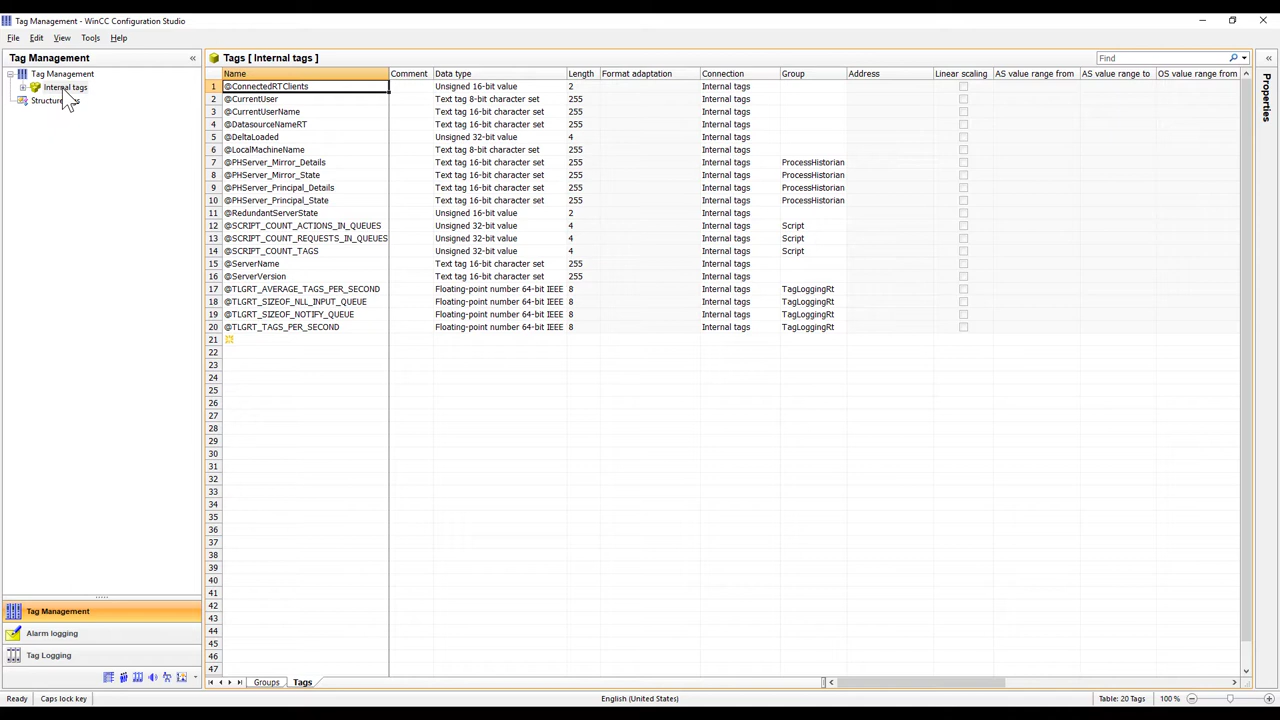 Tag Management - WinCC Configuration Studio
File Edit View Tools Help
Tag Management «
Tag Management
Internal tags
Structure
Tags [ Internal tags ] Find
Name Comment Data type Length Format adaptation Connection Group Address Linear scaling AS value range from AS value range to OS value range from
1 @ConnectedRTClients Unsigned 16-bit value 2 Internal tags
2 @CurrentUser Text tag 8-bit character set 255 Internal tags
3 @CurrentUserName Text tag 16-bit character set 255 Internal tags
4 @DatasourceNameRT Text tag 16-bit character set 255 Internal tags
5 @DeltaLoaded Unsigned 32-bit value 4 Internal tags
6 @LocalMachineName Text tag 8-bit character set 255 Internal tags
7 @PHServer_Mirror_Details Text tag 16-bit character set 255 Internal tags ProcessHistorian
8 @PHServer_Mirror_State Text tag 16-bit character set 255 Internal tags ProcessHistorian
9 @PHServer_Principal_Details Text tag 16-bit character set 255 Internal tags ProcessHistorian
10 @PHServer_Principal_State Text tag 16-bit character set 255 Internal tags ProcessHistorian
11 @RedundantServerState Unsigned 16-bit value 2 Internal tags
12 @SCRIPT_COUNT_ACTIONS_IN_QUEUES Unsigned 32-bit value 4 Internal tags Script
13 @SCRIPT_COUNT_REQUESTS_IN_QUEUES Unsigned 32-bit value 4 Internal tags Script
14 @SCRIPT_COUNT_TAGS Unsigned 32-bit value 4 Internal tags Script
15 @ServerName Text tag 16-bit character set 255 Internal tags
16 @ServerVersion Text tag 16-bit character set 255 Internal tags
17 @TLGRT_AVERAGE_TAGS_PER_SECOND Floating-point number 64-bit IEEE 8 Internal tags TagLoggingRt
18 @TLGRT_SIZEOF_NLL_INPUT_QUEUE Floating-point number 64-bit IEEE 8 Internal tags TagLoggingRt
19 @TLGRT_SIZEOF_NOTIFY_QUEUE Floating-point number 64-bit IEEE 8 Internal tags TagLoggingRt
20 @TLGRT_TAGS_PER_SECOND Floating-point number 64-bit IEEE 8 Internal tags TagLoggingRt
21
22
23
24
25
26
27
28
29
30
31
32
33
34
35
36
37
38
39
40
41
42
43
44
45
46
47
Tag Management
Alarm logging
Tag Logging
Groups Tags
« Properties
Ready Caps lock key English (United States) Table: 20 Tags 100 %